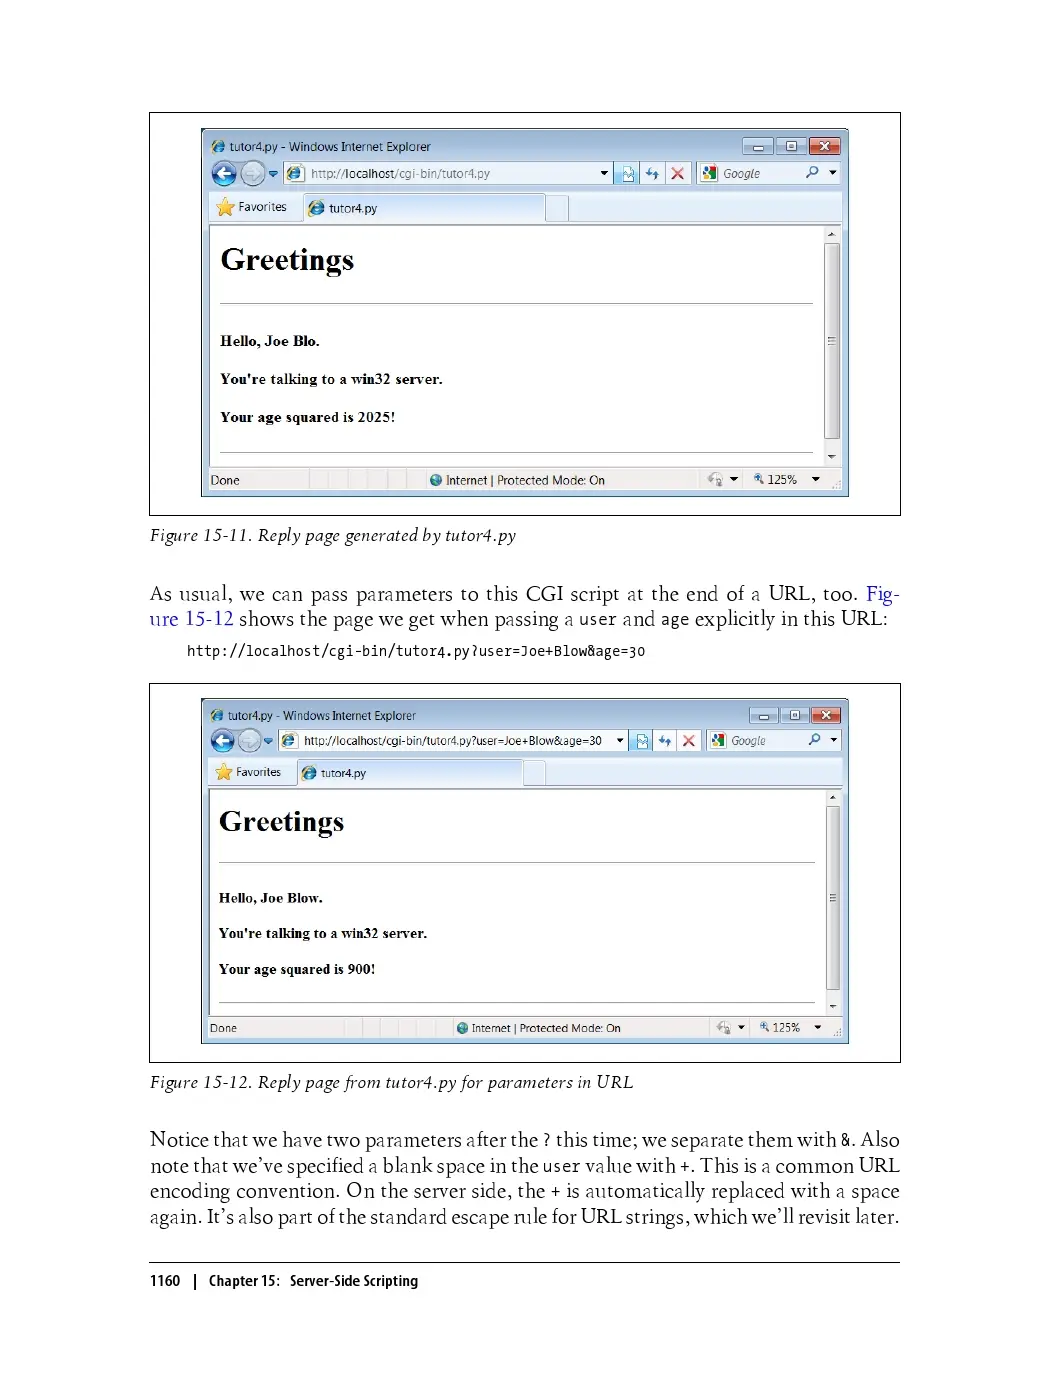 tutor4.py - Windows Internet Explorer
http://localhost/cgi-bin/tutor4.py
Google
Favorites
tutor4.py
Greetings
Hello, Joe Blo.
You're talking to a win32 server.
Your age squared is 2025!
Done
Internet | Protected Mode: On
125%
Figure 15-11. Reply page generated by tutor4.py
As usual, we can pass parameters to this CGI script at the end of a URL, too. Fig-
ure 15-12 shows the page we get when passing a user and age explicitly in this URL:
http://localhost/cgi-bin/tutor4.py?user=Joe+Blow&age=30
tutor4.py - Windows Internet Explorer
http://localhost/cgi-bin/tutor4.py?user=Joe+Blow&age=30
Google
Favorites
tutor4.py
Greetings
Hello, Joe Blow.
You're talking to a win32 server.
Your age squared is 900!
Done
Internet | Protected Mode: On
125%
Figure 15-12. Reply page from tutor4.py for parameters in URL
Notice that we have two parameters after the ? this time; we separate them with &. Also
note that we've specified a blank space in the user value with +. This is a common URL
encoding convention. On the server side, the + is automatically replaced with a space
again. It's also part of the standard escape rule for URL strings, which we'll revisit later.
1160 | Chapter 15: Server-Side Scripting